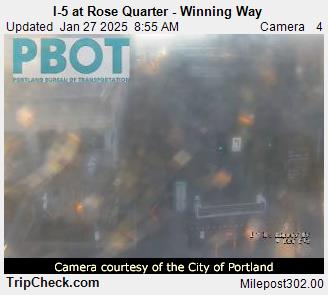 I-5 at Rose Quarter - Winning Way
Updated Jan 27 2025 8:55 AM Camera 4
PBOT
PORTLAND BUREAU OF TRANSPORTATION
Camera courtesy of the City of Portland
TripCheck.com Milepost302.00